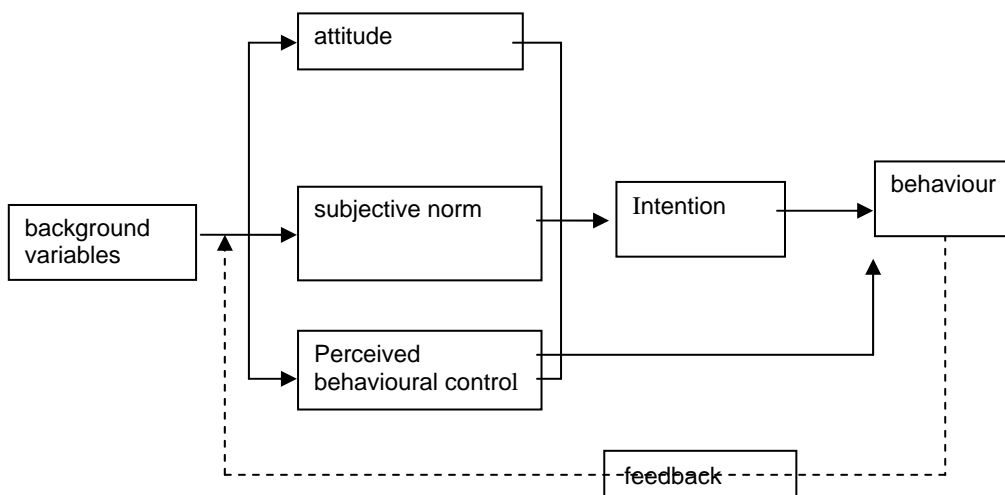 attitude
background
variables
subjective norm
Perceived
behavioural control
Intention
behaviour
feedback